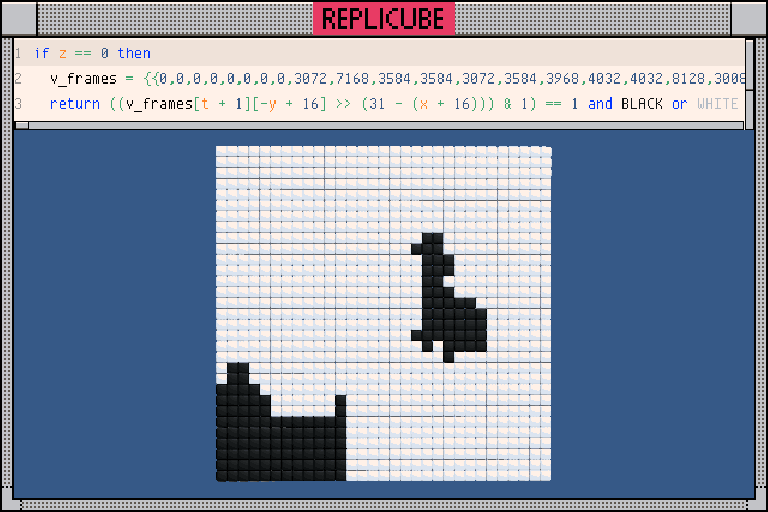 REPLICUBE
1 if z == 0 then
2 v_frames = {{0,0,0,0,0,0,0,0,3072,7168,3584,3584,3072,3584,3968,4032,4032,8128,3008
3 return ((v_frames[t + 1][-y + 16] >> (31 - (x + 16))) & 1) == 1 and BLACK or WHITE